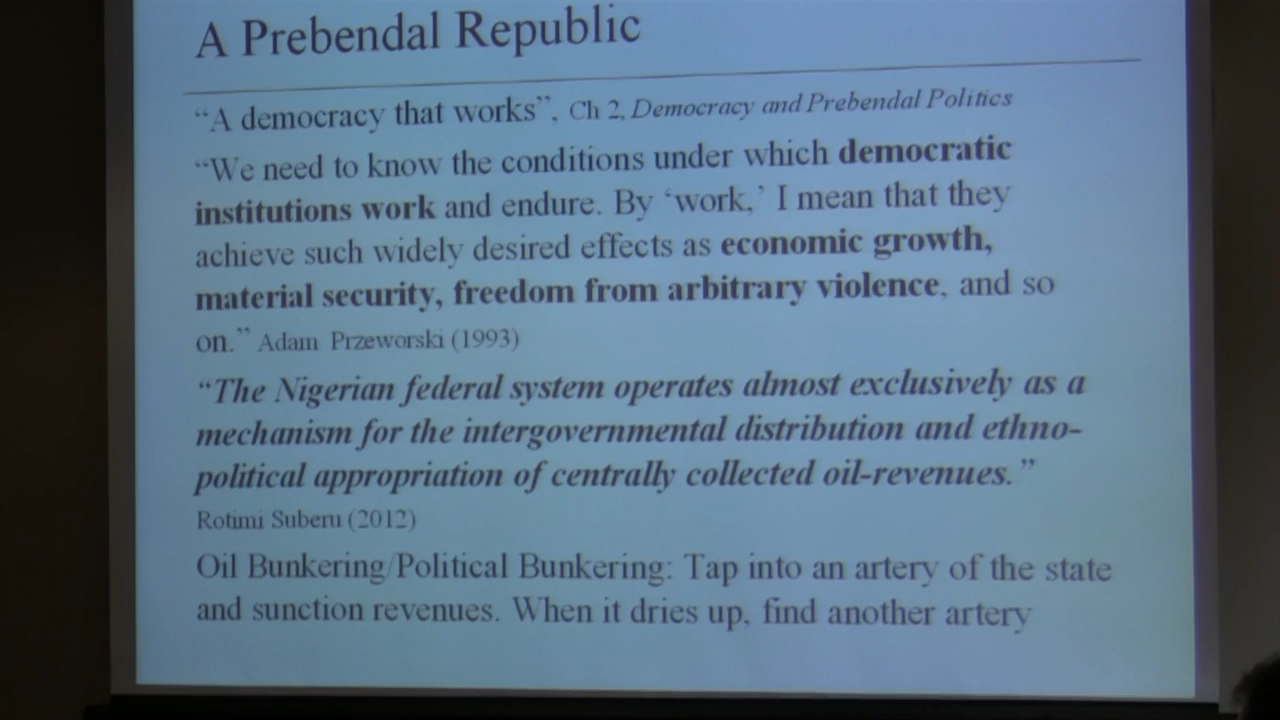 A Prebendal Republic
“A democracy that works”, Ch 2, Democracy and Prebendal Politics
“We need to know the conditions under which democratic
institutions work and endure. By ‘work,’ I mean that they
achieve such widely desired effects as economic growth,
material security, freedom from arbitrary violence, and so
on.” Adam Przeworski (1993)
“The Nigerian federal system operates almost exclusively as a
mechanism for the intergovernmental distribution and ethno-
political appropriation of centrally collected oil-revenues.”
Rotimi Suberu (2012)
Oil Bunkering/Political Bunkering: Tap into an artery of the state
and sunction revenues. When it dries up, find another artery